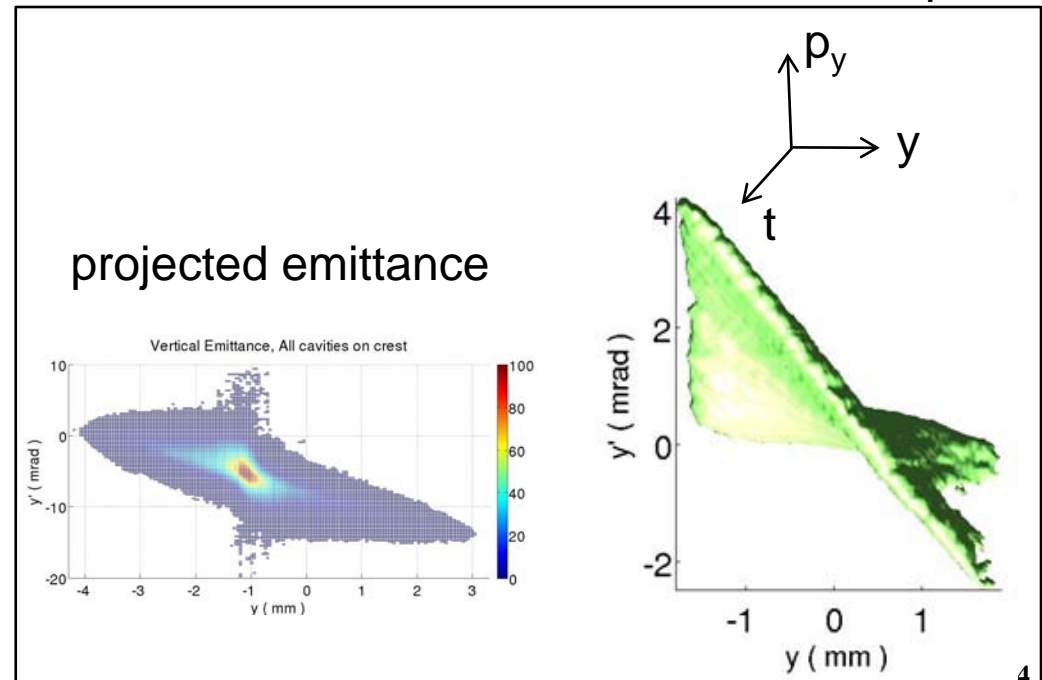 p_y
y
t
projected emittance
Vertical Emittance, All cavities on crest
10
0
-10
-20
y' ( mrad )
-4 -3 -2 -1 0 1 2 3
y ( mm )
100
80
60
40
20
0
4
2
0
-2
y' ( mrad )
-1 0 1
y ( mm )
4